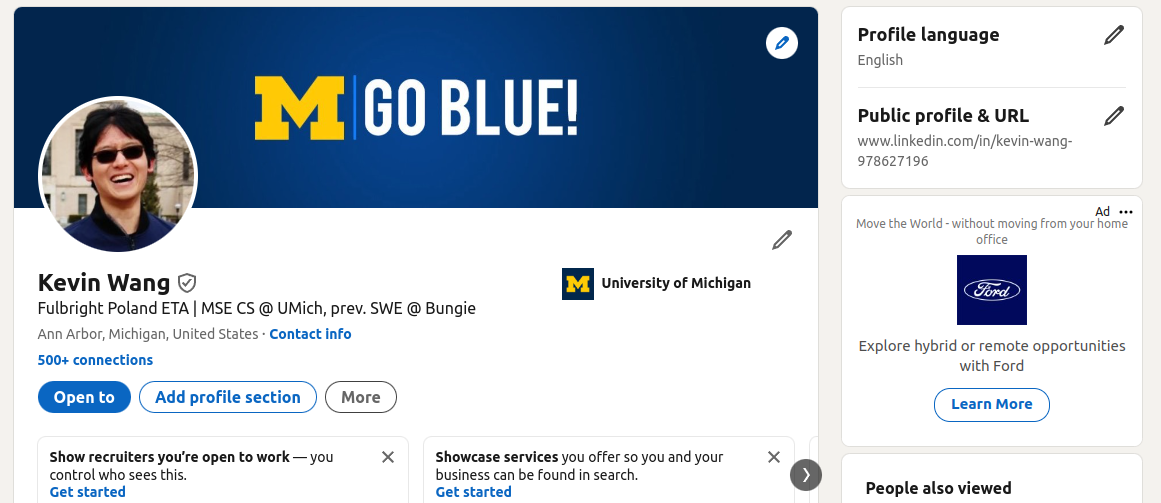 M GO BLUE!
Kevin Wang
Fulbright Poland ETA | MSE CS @ UMich, prev. SWE @ Bungie
Ann Arbor, Michigan, United States · Contact info
500+ connections
M University of Michigan
Open to
Add profile section
More
Show recruiters you're open to work — you
control who sees this.
Get started
Showcase services you offer so you and your
business can be found in search.
Get started
Profile language
English
Public profile & URL
www.linkedin.com/in/kevin-wang-
978627196
Ad
Move the World - without moving from your home
office
Ford
Explore hybrid or remote opportunities
with Ford
Learn More
People also viewed